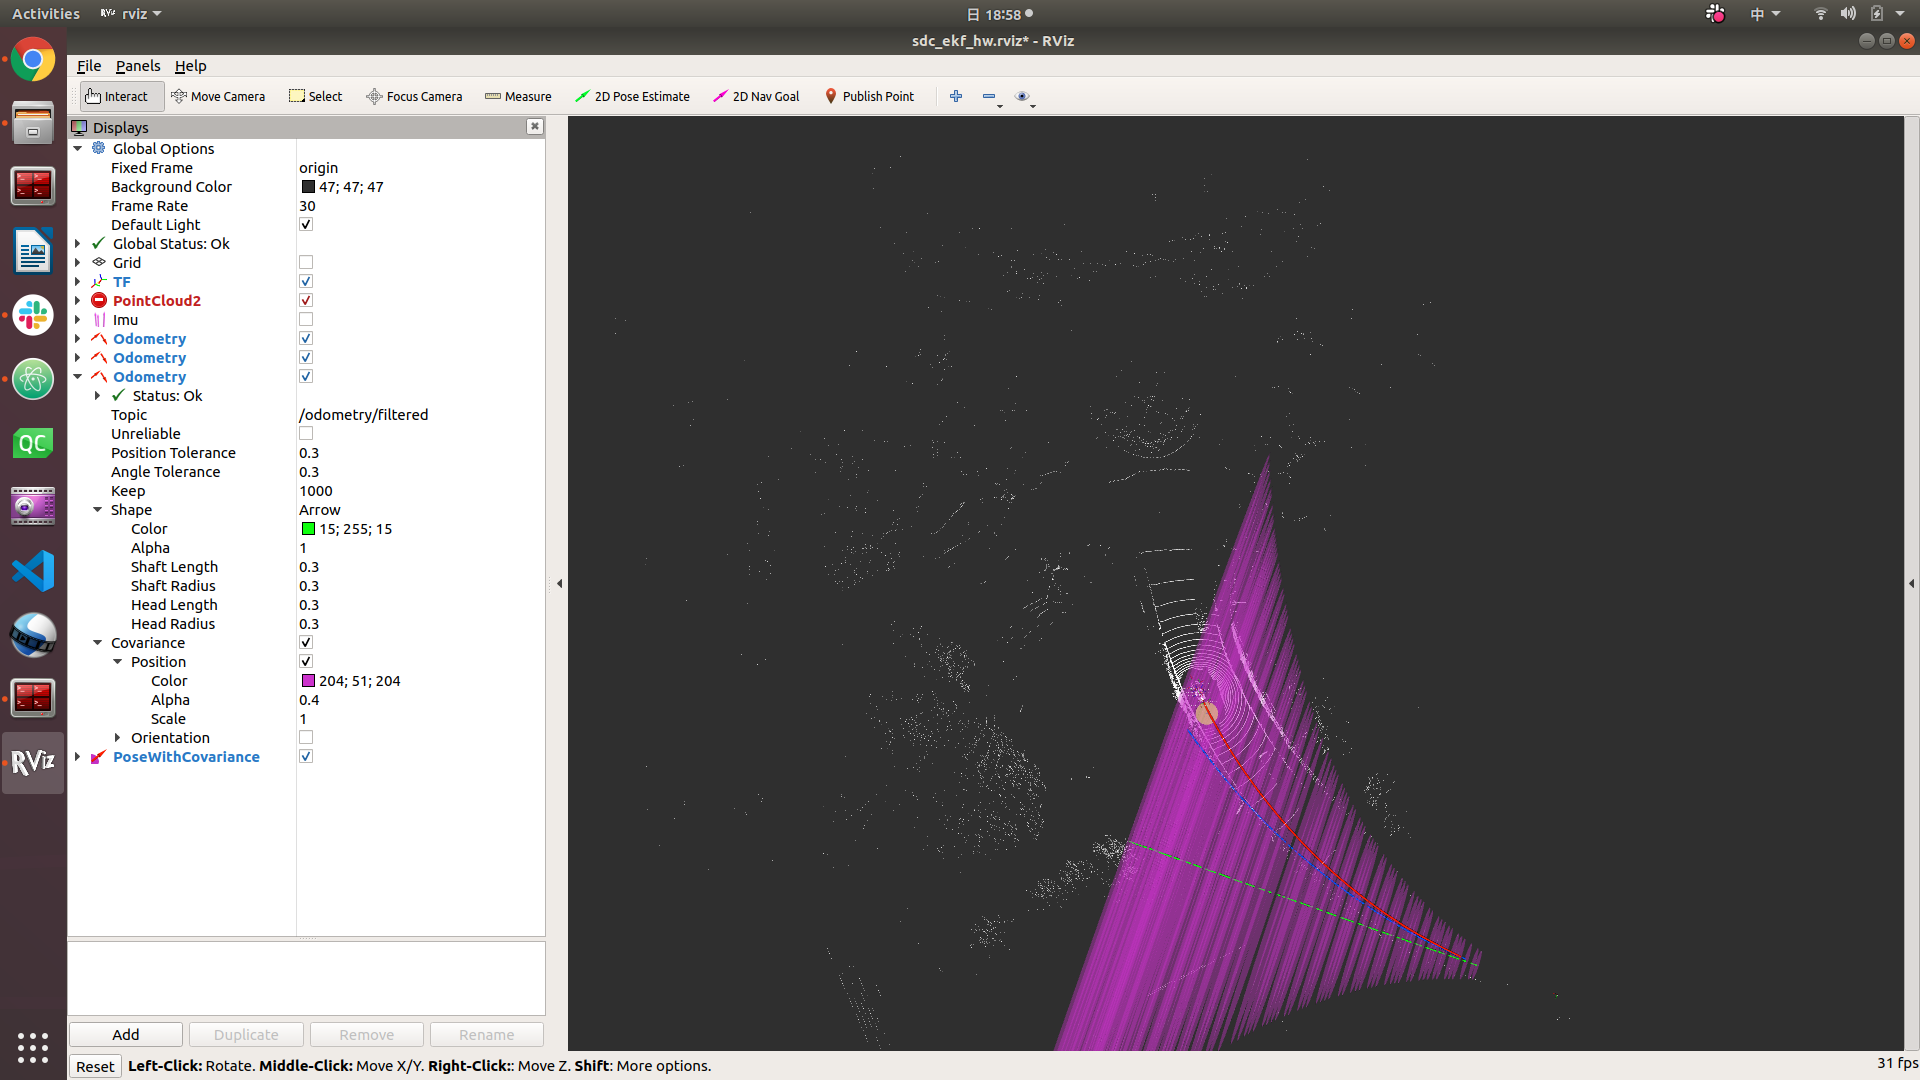 Activities
RViz rviz
日 18:58
中
sdc_ekf_hw.rviz* - RViz
File Panels Help
Interact Move Camera Select Focus Camera Measure 2D Pose Estimate 2D Nav Goal Publish Point
Displays
Global Options
Fixed Frame origin
Background Color 47; 47; 47
Frame Rate 30
Default Light
Global Status: Ok
Grid
TF
PointCloud2
Imu
Odometry
Odometry
Odometry
Status: Ok
Topic /odometry/filtered
Unreliable
Position Tolerance 0.3
Angle Tolerance 0.3
Keep 1000
Shape Arrow
Color 15; 255; 15
Alpha 1
Shaft Length 0.3
Shaft Radius 0.3
Head Length 0.3
Head Radius 0.3
Covariance
Position
Color 204; 51; 204
Alpha 0.4
Scale 1
Orientation
PoseWithCovariance
QC
RViz
Add Duplicate Remove Rename
Reset Left-Click: Rotate. Middle-Click: Move X/Y. Right-Click:: Move Z. Shift: More options.
31 fps